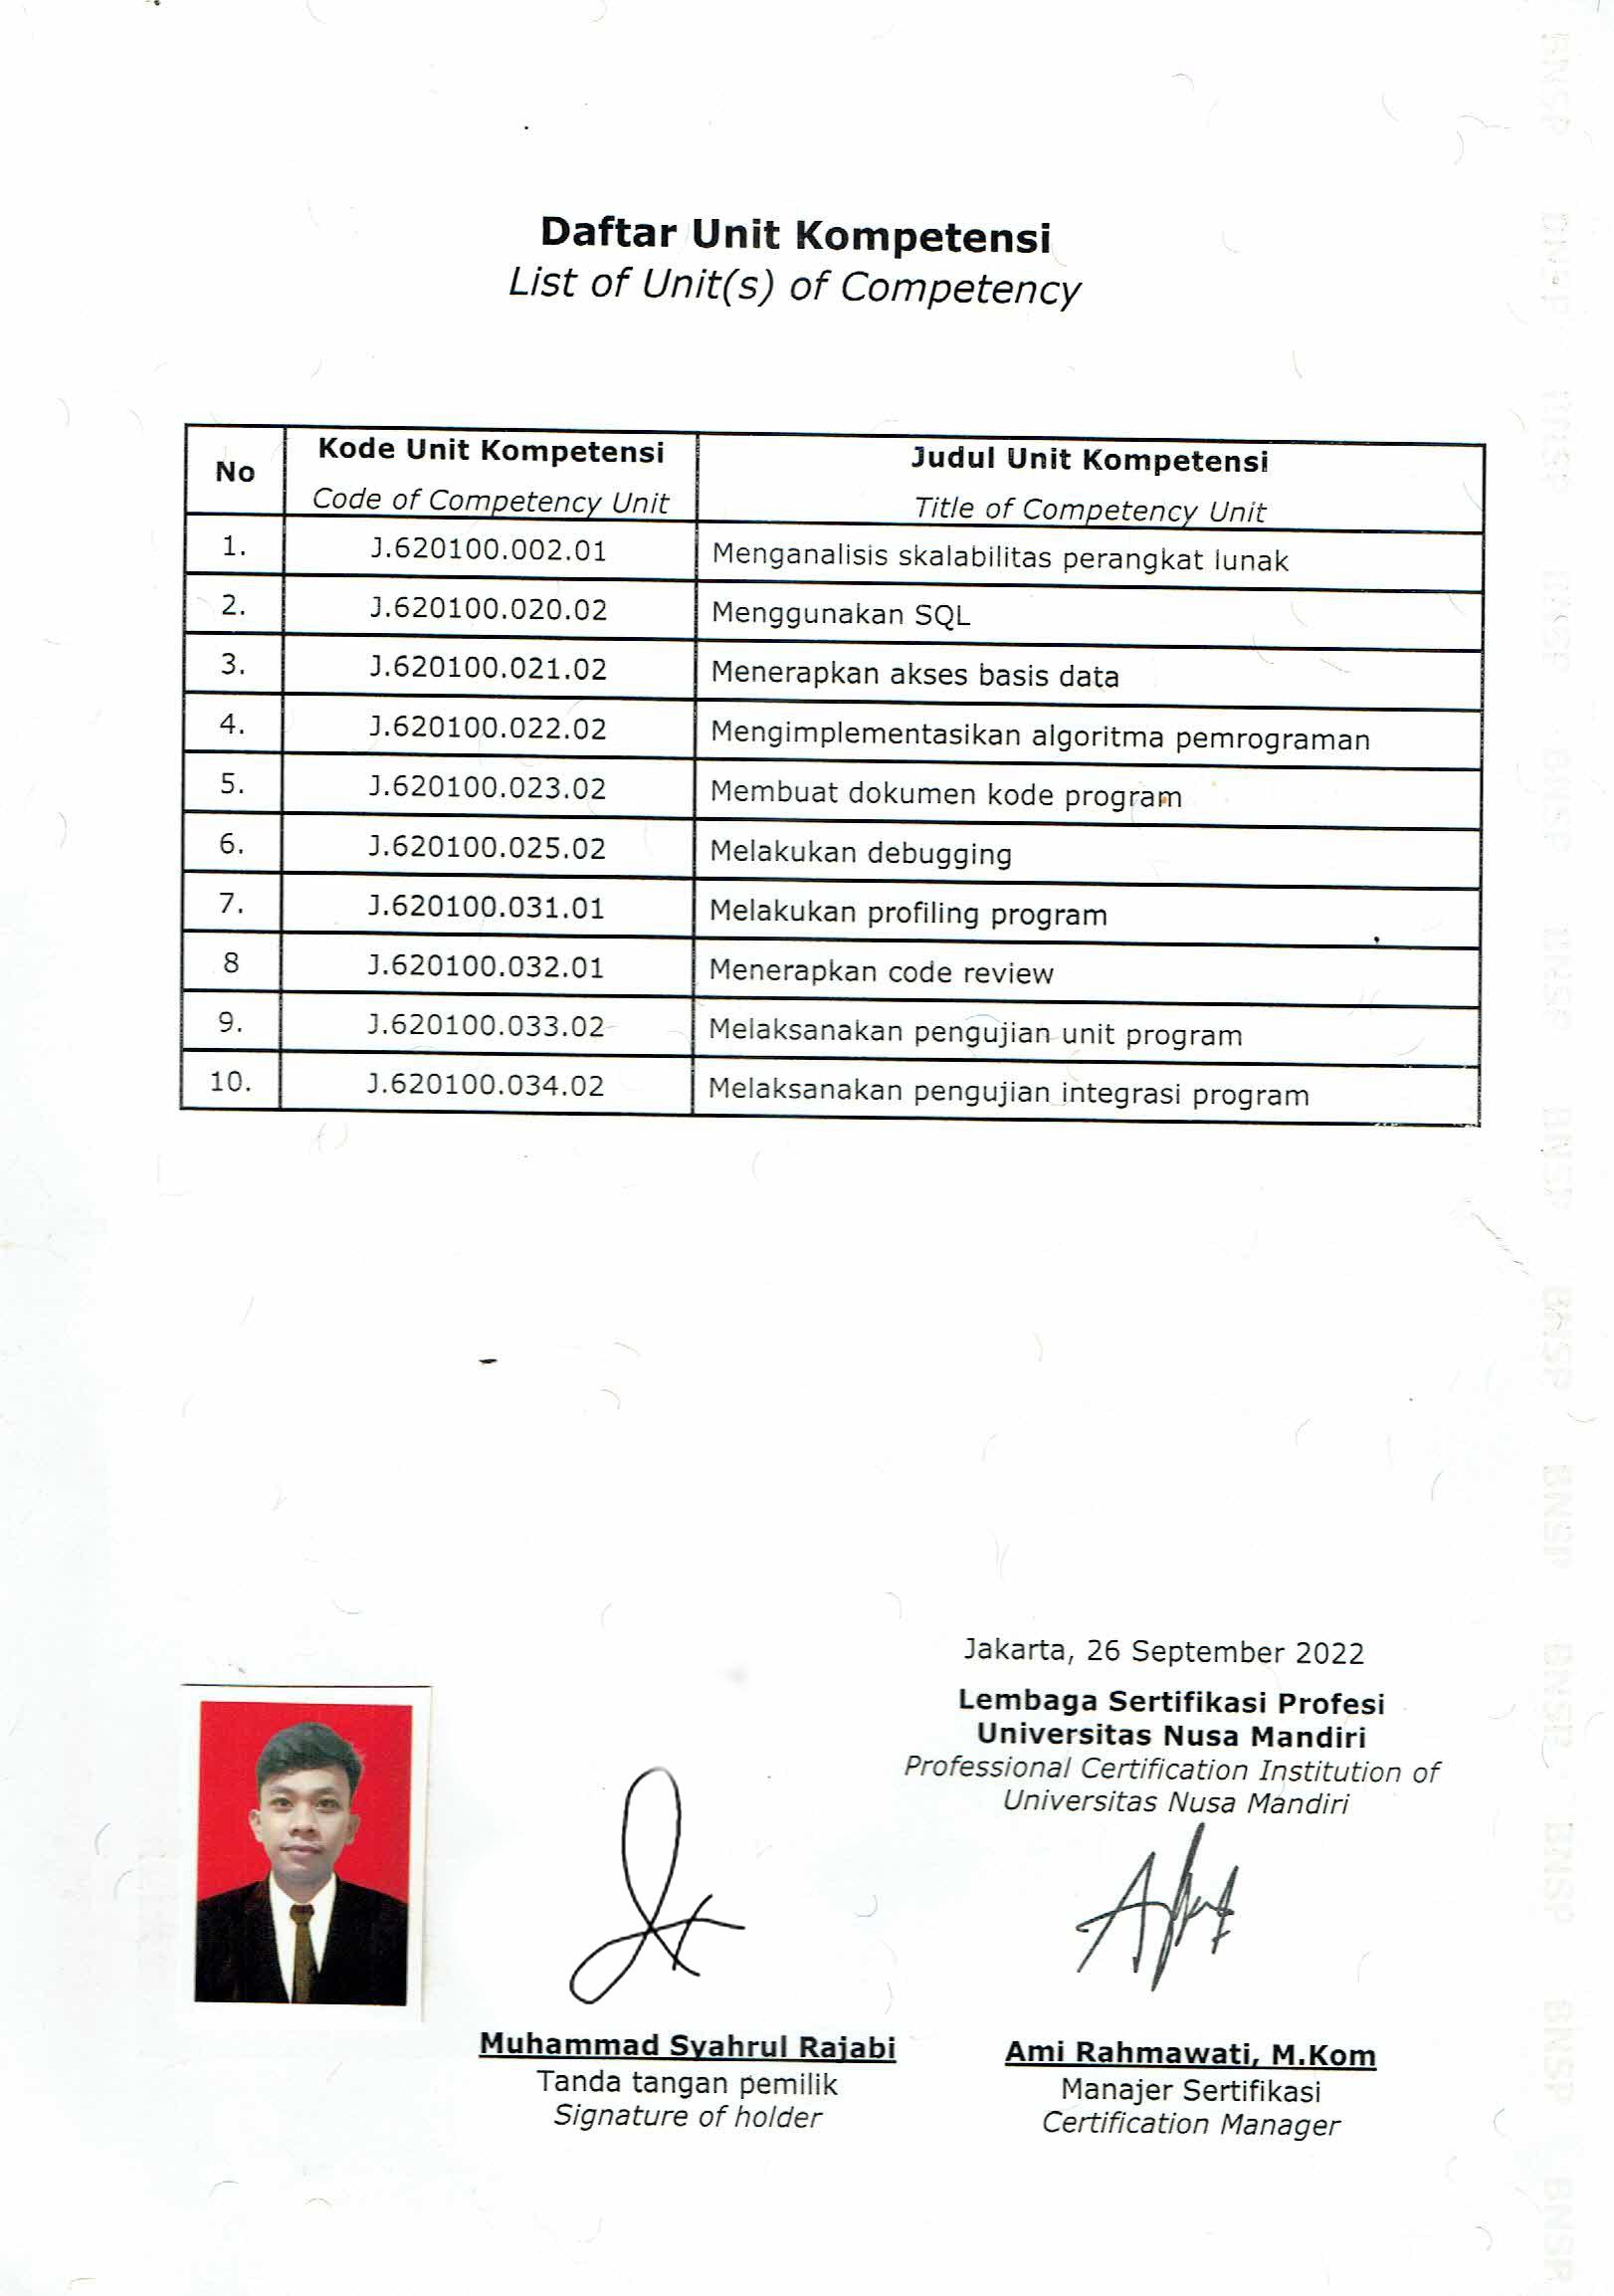 Daftar Unit Kompetensi
List of Unit(s) of Competency
No Kode Unit Kompetensi Judul Unit Kompetensi
Code of Competency Unit Title of Competency Unit
1. J.620100.002.01 Menganalisis skalabilitas perangkat lunak
2. J.620100.020.02 Menggunakan SQL
3. J.620100.021.02 Menerapkan akses basis data
4. J.620100.022.02 Mengimplementasikan algoritma pemrograman
5. J.620100.023.02 Membuat dokumen kode program
6. J.620100.025.02 Melakukan debugging
7. J.620100.031.01 Melakukan profiling program
8 J.620100.032.01 Menerapkan code review
9. J.620100.033.02 Melaksanakan pengujian unit program
10. J.620100.034.02 Melaksanakan pengujian integrasi program
Jakarta, 26 September 2022
Lembaga Sertifikasi Profesi
Universitas Nusa Mandiri
Professional Certification Institution of
Universitas Nusa Mandiri
Muhammad Syahrul Rajabi
Tanda tangan pemilik
Signature of holder
Ami Rahmawati, M.Kom
Manajer Sertifikasi
Certification Manager
BNSP BNSP BNSP BNSP BNSP BNSP BNSP BNSP BNSP BNSP BNSP BNSP BNSP